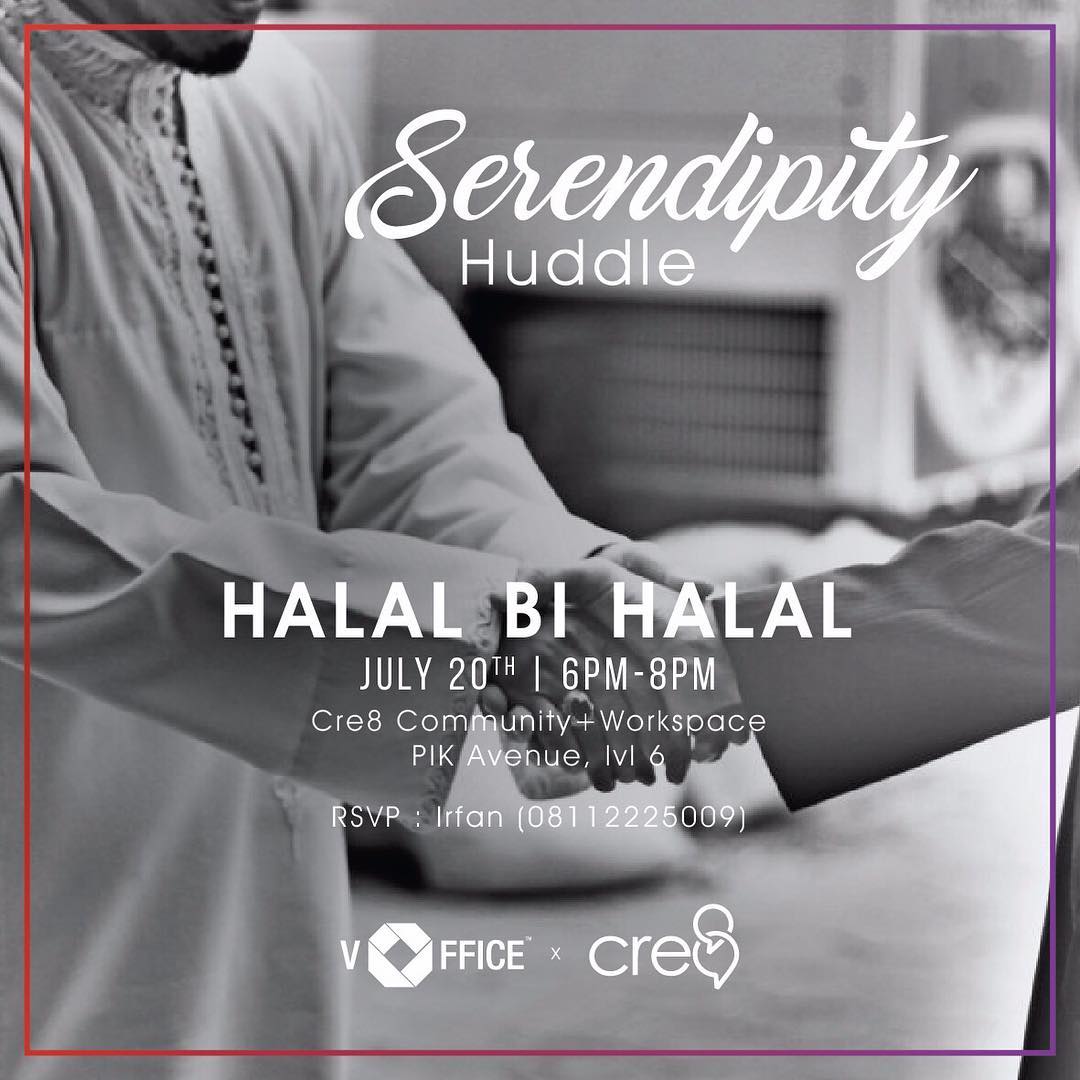 Serendipity
Huddle
HALAL BI HALAL
JULY 20TH | 6PM-8PM
Cre8 Community+Workspace
PIK Avenue, lvl 6
RSVP : Irfan (08112225009)
VOFFICE™ x cre8